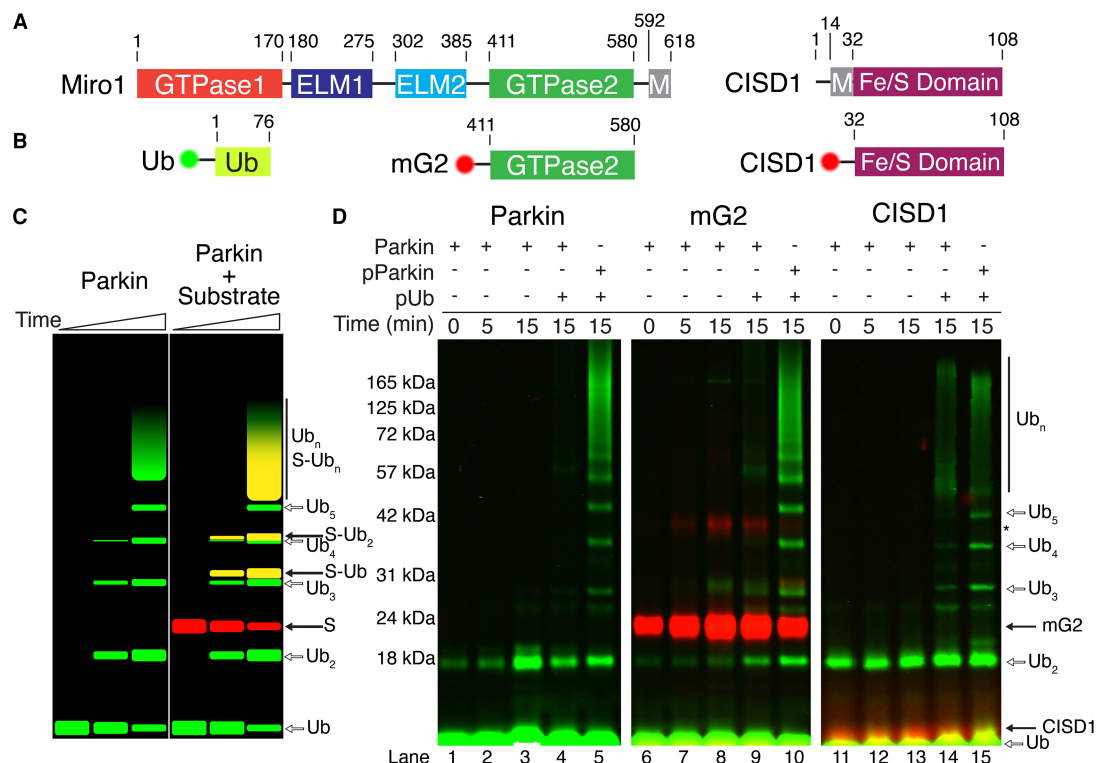 A
1 170 180 275 302 385 411 580 592 618
Miro1 GTPase1 ELM1 ELM2 GTPase2 M
1 14 32 108
CISD1 M Fe/S Domain
B
1 76
Ub Ub
411 580
mG2 GTPase2
32 108
CISD1 Fe/S Domain
C
Parkin
Parkin
+
Substrate
Time
Ubn
S-Ubn
Ub5
S-Ub2
Ub4
S-Ub
Ub3
S
Ub2
Ub
D
Parkin mG2 CISD1
Parkin + + + + - + + + + - + + + + -
pParkin - - - - + - - - - + - - - - +
pUb - - - + + - - - + + - - - + +
Time (min) 0 5 15 15 15 0 5 15 15 15 0 5 15 15 15
165 kDa
125 kDa
72 kDa
57 kDa
42 kDa
31 kDa
24 kDa
18 kDa
Ubn
Ub5
*
Ub4
Ub3
mG2
Ub2
CISD1
Ub
Lane 1 2 3 4 5 6 7 8 9 10 11 12 13 14 15